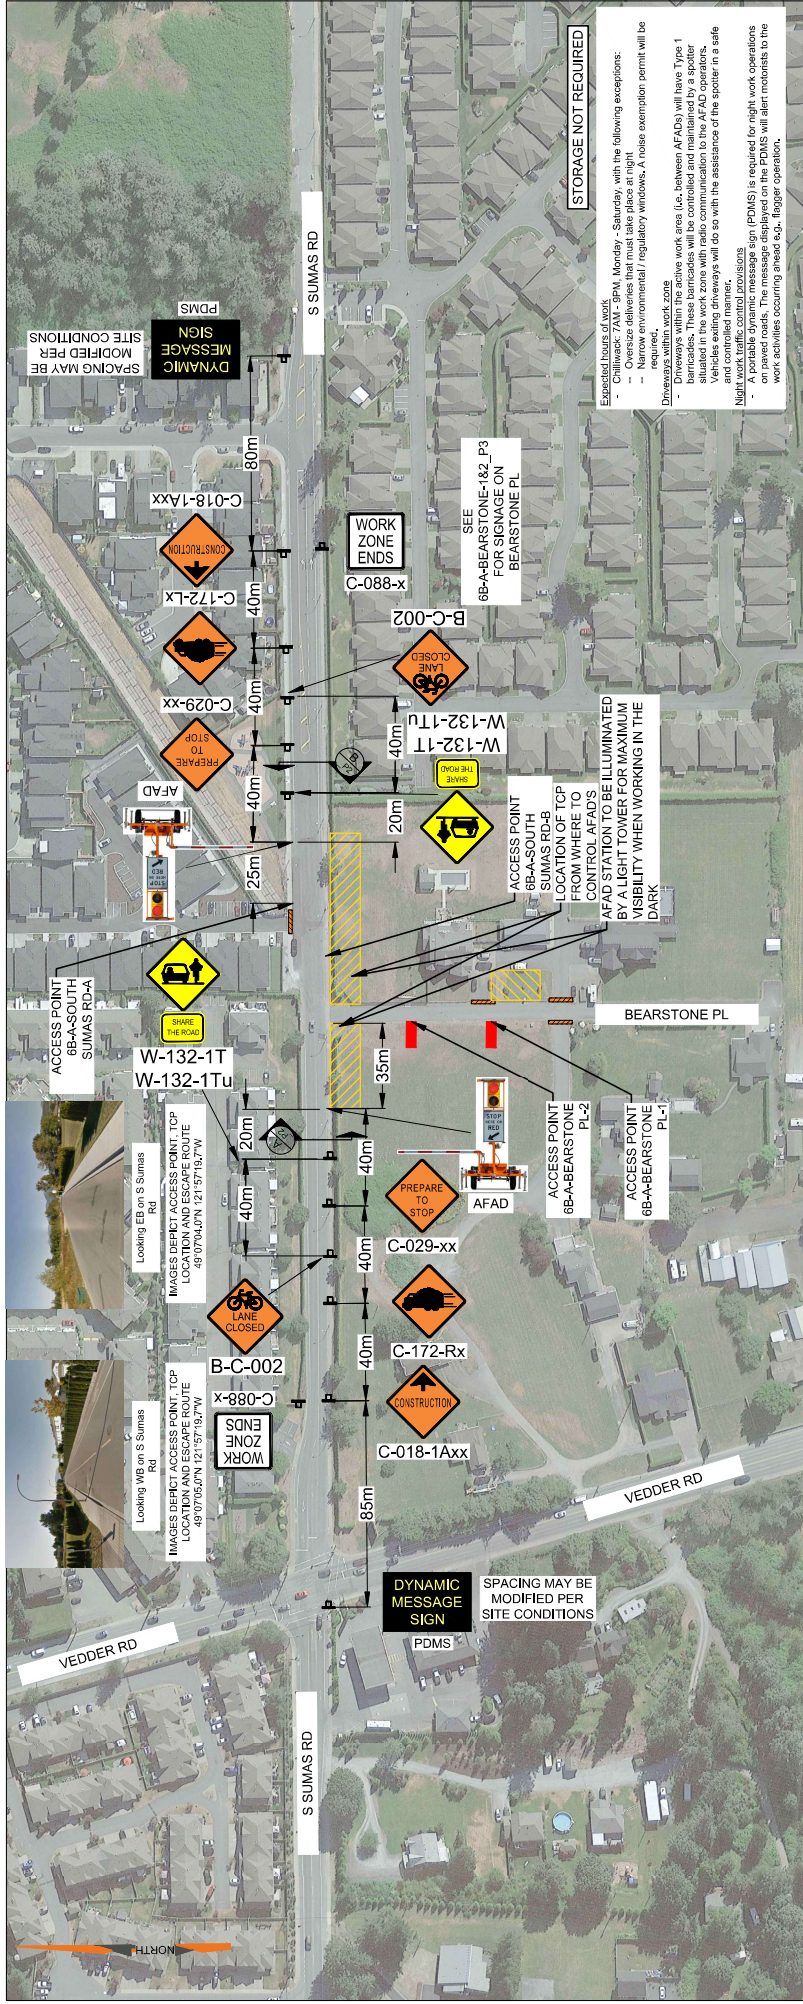 NORTH
VEDDER RD
S SUMAS RD
Looking WB on S Sumas
Rd
IMAGES DEPICT ACCESS POINT, TCP
LOCATION AND ESCAPE ROUTE
49°07'05.0"N 121°57'19.7"W
Looking EB on S Sumas
Rd
IMAGES DEPICT ACCESS POINT, TCP
LOCATION AND ESCAPE ROUTE
49°07'04.0"N 121°57'19.7"W
WORK
ZONE
ENDS
C-088-x
LANE
CLOSED
B-C-002
40m
20m
W-132-1T
W-132-1Tu
SHARE
THE ROAD
ACCESS POINT
6B-A-SOUTH
SUMAS RD-A
25m
AFAD
STOP
HERE ON
RED
40m
PREPARE
TO
STOP
C-029-xx
40m
C-172-Lx
40m
CONSTRUCTION
C-018-1Axx
80m
DYNAMIC
MESSAGE
SIGN
PDMS
SPACING MAY BE
MODIFIED PER
SITE CONDITIONS
S SUMAS RD
A
P2
B
P2
DYNAMIC
MESSAGE
SIGN
PDMS
SPACING MAY BE
MODIFIED PER
SITE CONDITIONS
VEDDER RD
85m
CONSTRUCTION
C-018-1Axx
40m
C-172-Rx
40m
PREPARE
TO
STOP
C-029-xx
40m
STOP
HERE ON
RED
AFAD
35m
ACCESS POINT
6B-A-BEARSTONE
PL-2
ACCESS POINT
6B-A-BEARSTONE
PL-1
BEARSTONE PL
ACCESS POINT
6B-A-SOUTH
SUMAS RD-B
LOCATION OF TCP
FROM WHERE TO
CONTROL AFAD'S
AFAD STATION TO BE ILLUMINATED
BY A LIGHT TOWER FOR MAXIMUM
VISIBILITY WHEN WORKING IN THE
DARK
20m
40m
SHARE
THE ROAD
W-132-1T
W-132-1Tu
LANE
CLOSED
B-C-002
WORK
ZONE
ENDS
C-088-x
SEE
6B-A-BEARSTONE-1&2_P3
FOR SIGNAGE ON
BEARSTONE PL
STORAGE NOT REQUIRED
Expected hours of work
- Chilliwack: 7AM - 9PM, Monday - Saturday, with the following exceptions:
-- Oversize deliveries that must take place at night
-- Narrow environmental / regulatory windows. A noise exemption permit will be
required.
Driveways within work zone
- Driveways within the active work area (i.e. between AFADs) will have Type 1
barricades. These barricades will be controlled and maintained by a spotter
situated in the work zone with radio communication to the AFAD operators.
Vehicles exiting driveways will do so with the assistance of the spotter in a safe
and controlled manner.
Night work traffic control provisions
- A portable dynamic message sign (PDMS) is required for night work operations
on paved roads. The message displayed on the PDMS will alert motorists to the
work activities occurring ahead e.g., flagger operation.